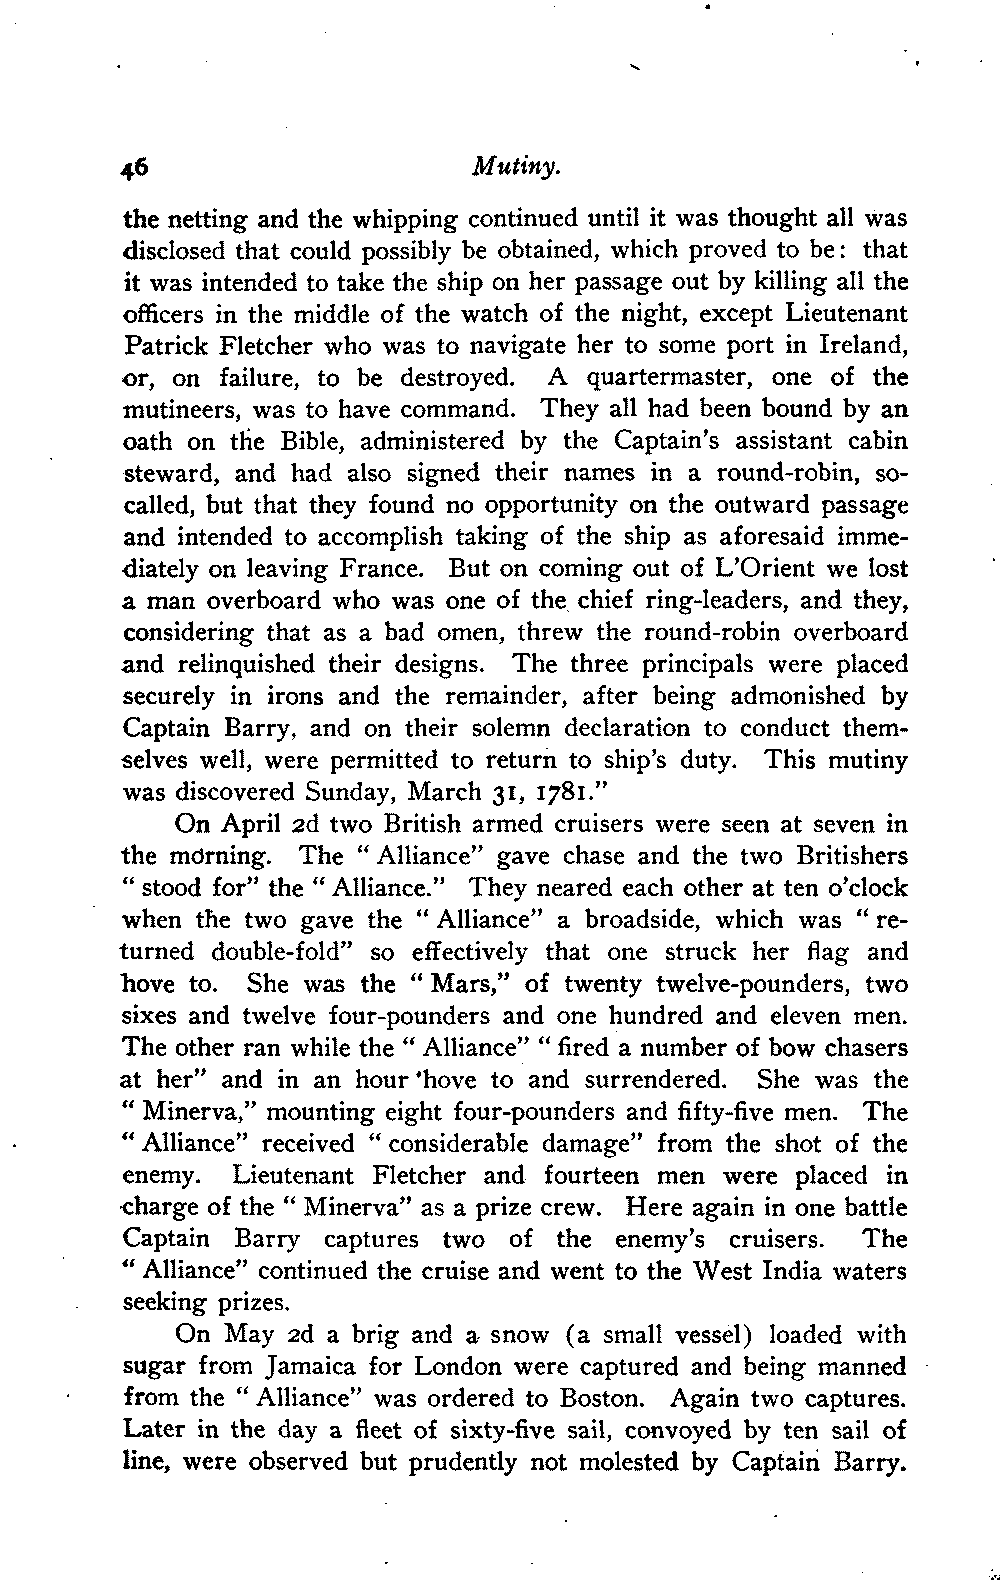 46 Mutiny.
the netting and the whipping continued until it was thought all was
disclosed that could possibly be obtained, which proved to be: that
it was intended to take the ship on her passage out by killing all the
officers in the middle of the watch of the night, except Lieutenant
Patrick Fletcher who was to navigate her to some port in Ireland,
or, on failure, to be destroyed. A quartermaster, one of the
mutineers, was to have command. They all had been bound by an
oath on the Bible, administered by the Captain's assistant cabin
steward, and had also signed their names in a round-robin, so-
called, but that they found no opportunity on the outward passage
and intended to accomplish taking of the ship as aforesaid imme-
diately on leaving France. But on coming out of L'Orient we lost
a man overboard who was one of the chief ring-leaders, and they,
considering that as a bad omen, threw the round-robin overboard
and relinquished their designs. The three principals were placed
securely in irons and the remainder, after being admonished by
Captain Barry, and on their solemn declaration to conduct them-
selves well, were permitted to return to ship's duty. This mutiny
was discovered Sunday, March 31, 1781."
On April 2d two British armed cruisers were seen at seven in
the morning. The "Alliance" gave chase and the two Britishers
"stood for" the "Alliance." They neared each other at ten o'clock
when the two gave the "Alliance" a broadside, which was "re-
turned double-fold" so effectively that one struck her flag and
hove to. She was the "Mars," of twenty twelve-pounders, two
sixes and twelve four-pounders and one hundred and eleven men.
The other ran while the "Alliance" "fired a number of bow chasers
at her" and in an hour 'hove to and surrendered. She was the
"Minerva," mounting eight four-pounders and fifty-five men. The
"Alliance" received "considerable damage" from the shot of the
enemy. Lieutenant Fletcher and fourteen men were placed in
charge of the "Minerva" as a prize crew. Here again in one battle
Captain Barry captures two of the enemy's cruisers. The
"Alliance" continued the cruise and went to the West India waters
seeking prizes.
On May 2d a brig and a snow (a small vessel) loaded with
sugar from Jamaica for London were captured and being manned
from the "Alliance" was ordered to Boston. Again two captures.
Later in the day a fleet of sixty-five sail, convoyed by ten sail of
line, were observed but prudently not molested by Captain Barry.